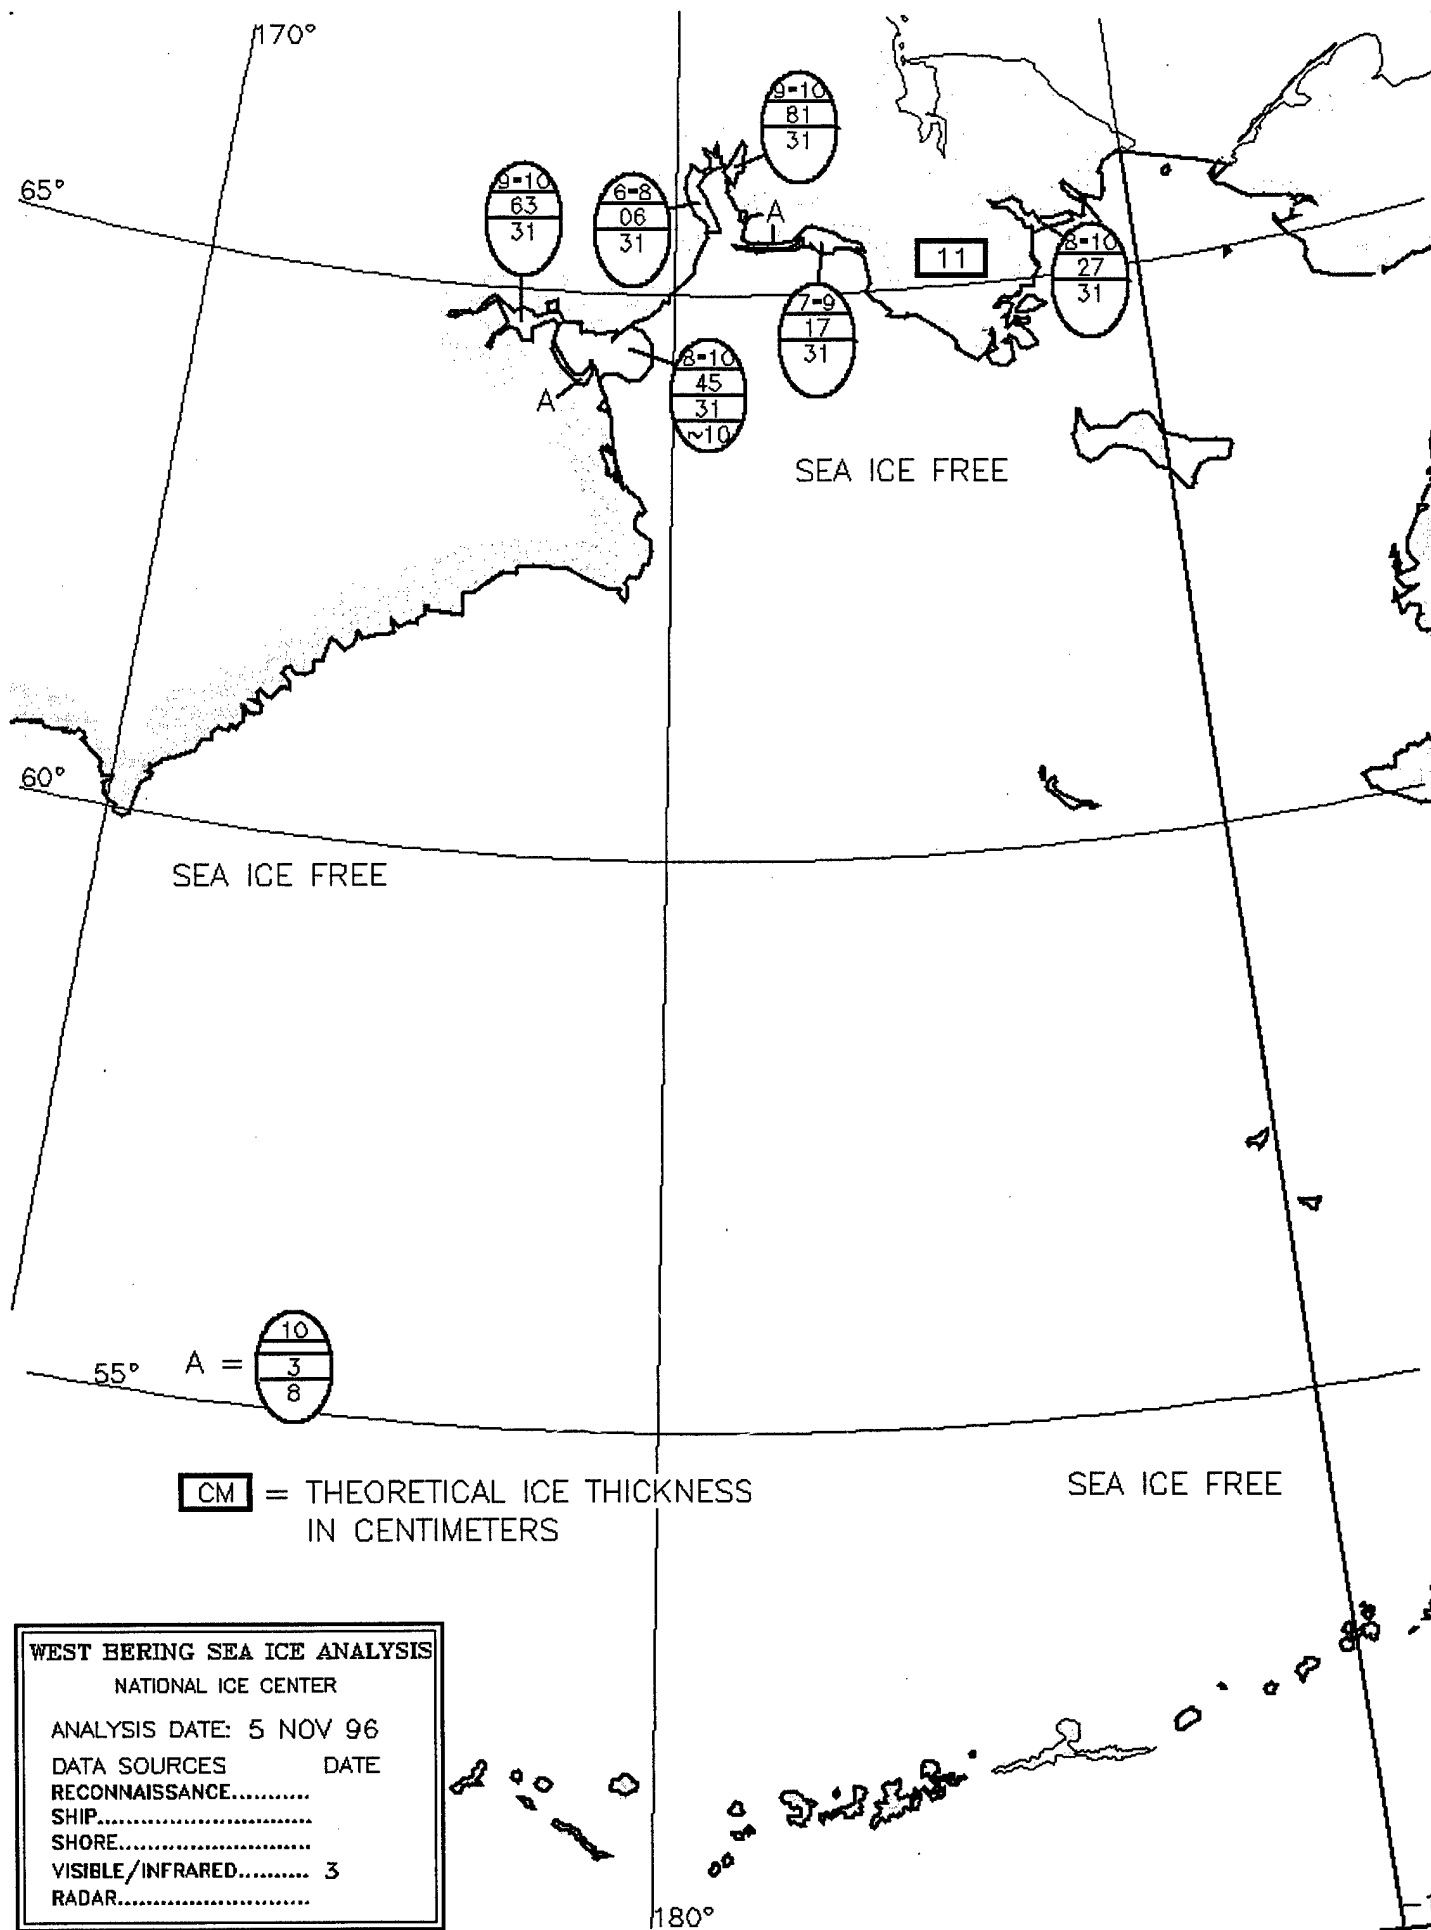 170°
9-10
81
31
65°
9-10
63
31
6-8
06
31
A
11
8-10
27
31
7-9
17
31
8-10
45
31
~10
A
SEA ICE FREE
60°
SEA ICE FREE
A =
10
3
8
55°
CM = THEORETICAL ICE THICKNESS
IN CENTIMETERS
SEA ICE FREE
WEST BERING SEA ICE ANALYSIS
NATIONAL ICE CENTER
ANALYSIS DATE: 5 NOV 96
DATA SOURCES DATE
RECONNAISSANCE..........
SHIP...........................
SHORE........................
VISIBLE/INFRARED.......... 3
RADAR........................
180°